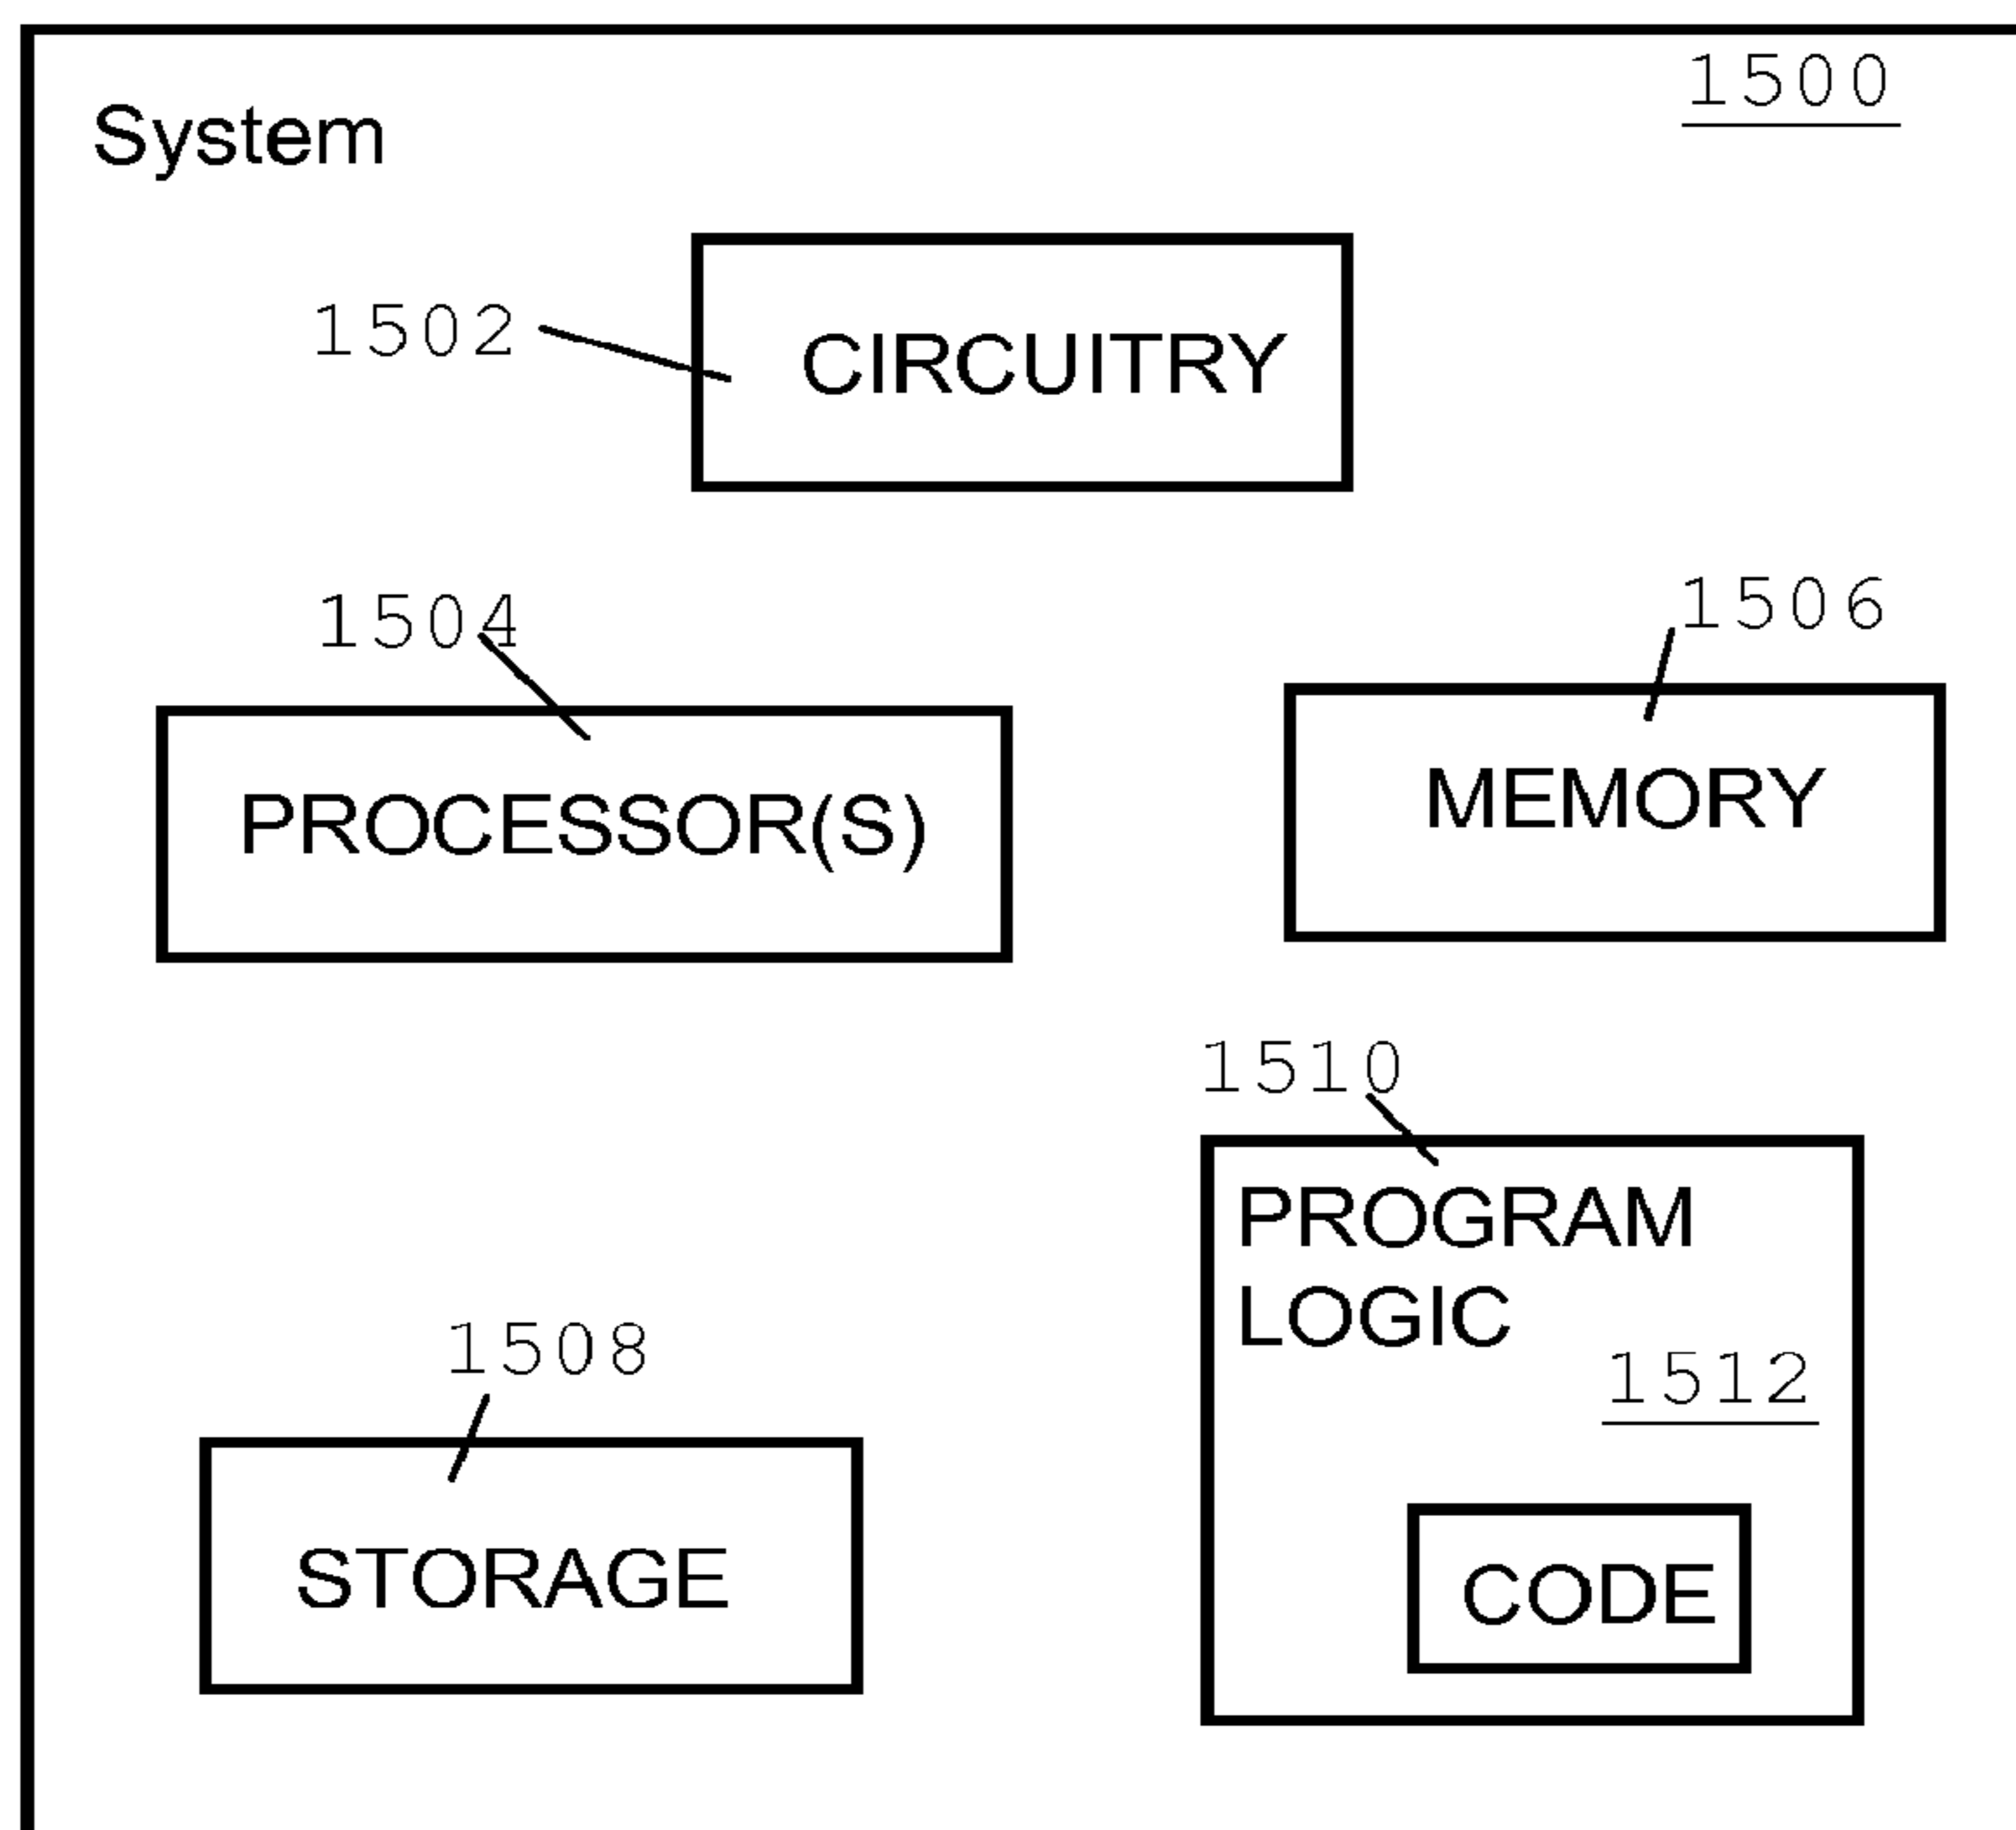 1500
System
1502
CIRCUITRY
1504
1506
PROCESSOR(S)
MEMORY
1510
PROGRAM
LOGIC
1508
1512
STORAGE
CODE